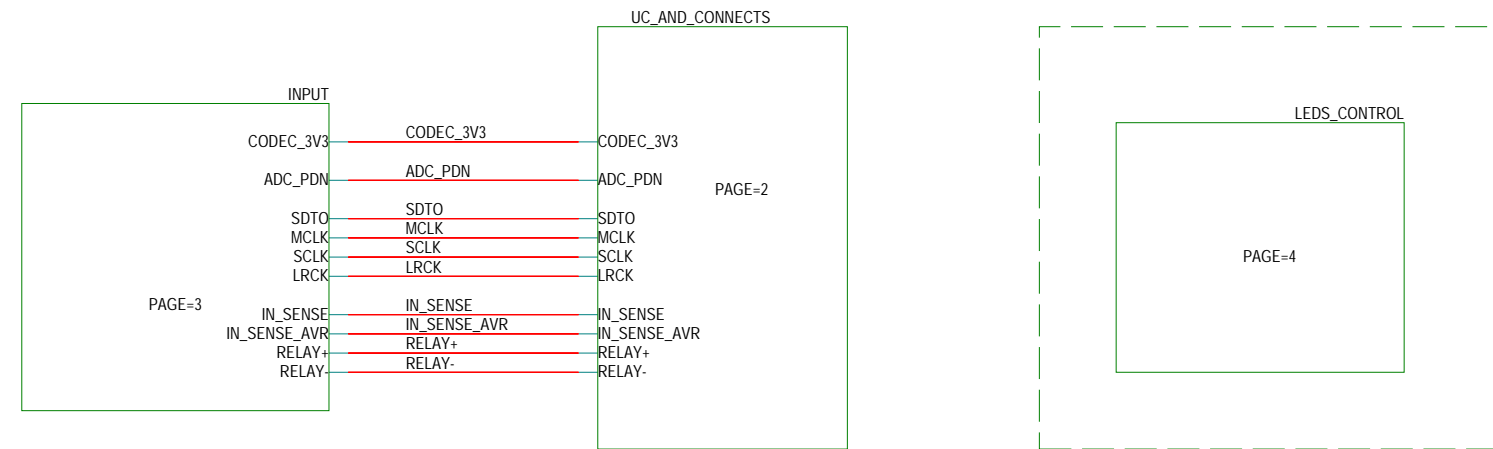 UC_AND_CONNECTS
INPUT
LEDS_CONTROL
CODEC_3V3 CODEC_3V3 CODEC_3V3
ADC_PDN ADC_PDN ADC_PDN
PAGE=2
SDTO SDTO SDTO
MCLK MCLK MCLK
SCLK SCLK SCLK
PAGE=4
LRCK LRCK LRCK
PAGE=3
IN_SENSE IN_SENSE IN_SENSE
IN_SENSE_AVR IN_SENSE_AVR IN_SENSE_AVR
RELAY+ RELAY+ RELAY+
RELAY- RELAY- RELAY-